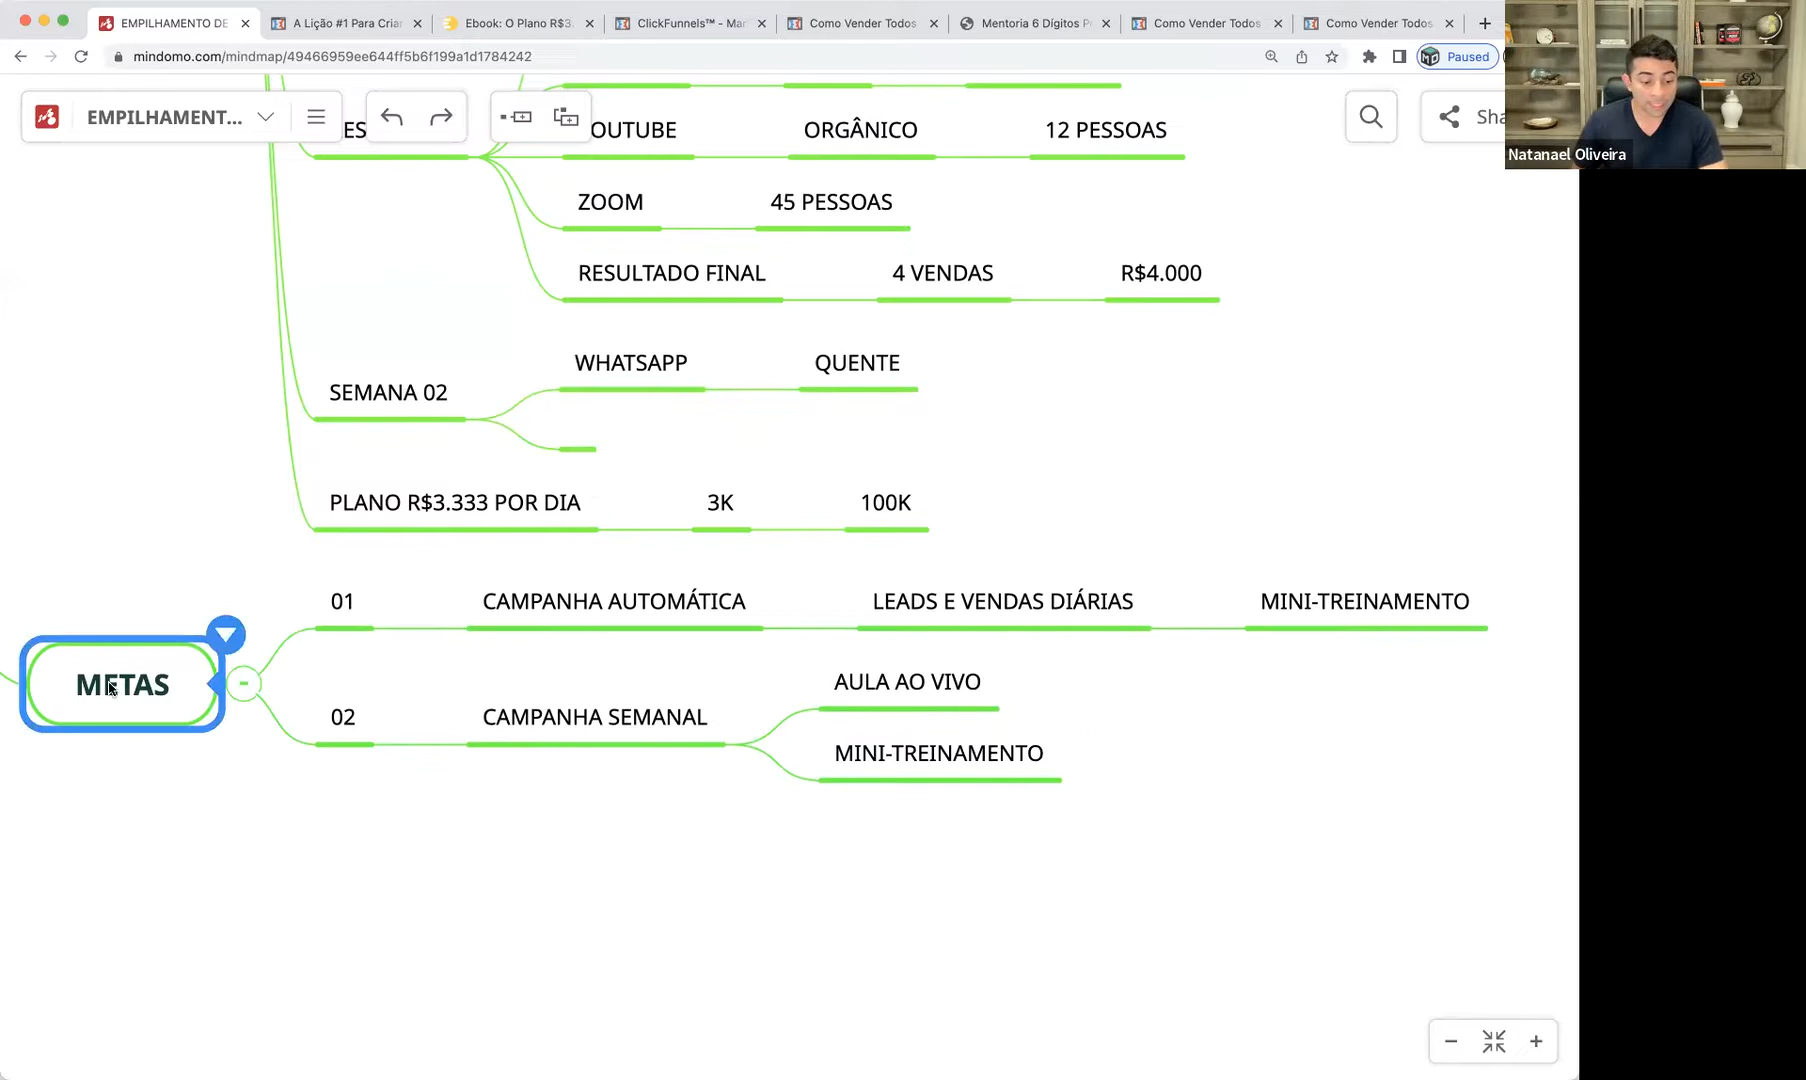 EMPILHAMENTO DE
A Lição #1 Para Criar
Ebook: O Plano R$3.
ClickFunnels™ - Mar
Como Vender Todos
Mentoria 6 Dígitos P
Como Vender Todos
Como Vender Todos
mindomo.com/mindmap/49466959ee644ff5b6f199a1d1784242
Paused
EMPILHAMENT...
Sha
Natanael Oliveira
ES
OUTUBE
ORGÂNICO
12 PESSOAS
ZOOM
45 PESSOAS
RESULTADO FINAL
4 VENDAS
R$4.000
SEMANA 02
WHATSAPP
QUENTE
PLANO R$3.333 POR DIA
3K
100K
METAS
01
CAMPANHA AUTOMÁTICA
LEADS E VENDAS DIÁRIAS
MINI-TREINAMENTO
02
CAMPANHA SEMANAL
AULA AO VIVO
MINI-TREINAMENTO